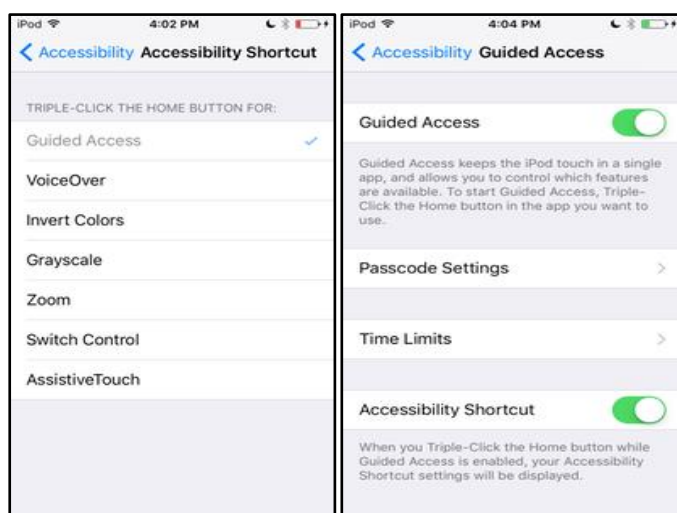 iPod 4:02 PM
Accessibility Accessibility Shortcut
TRIPLE-CLICK THE HOME BUTTON FOR:
Guided Access
VoiceOver
Invert Colors
Grayscale
Zoom
Switch Control
AssistiveTouch
iPod 4:04 PM
Accessibility Guided Access
Guided Access
Guided Access keeps the iPod touch in a single
app, and allows you to control which features
are available. To start Guided Access, Triple-
Click the Home button in the app you want to
use.
Passcode Settings
Time Limits
Accessibility Shortcut
When you Triple-Click the Home button while
Guided Access is enabled, your Accessibility
Shortcut settings will be displayed.